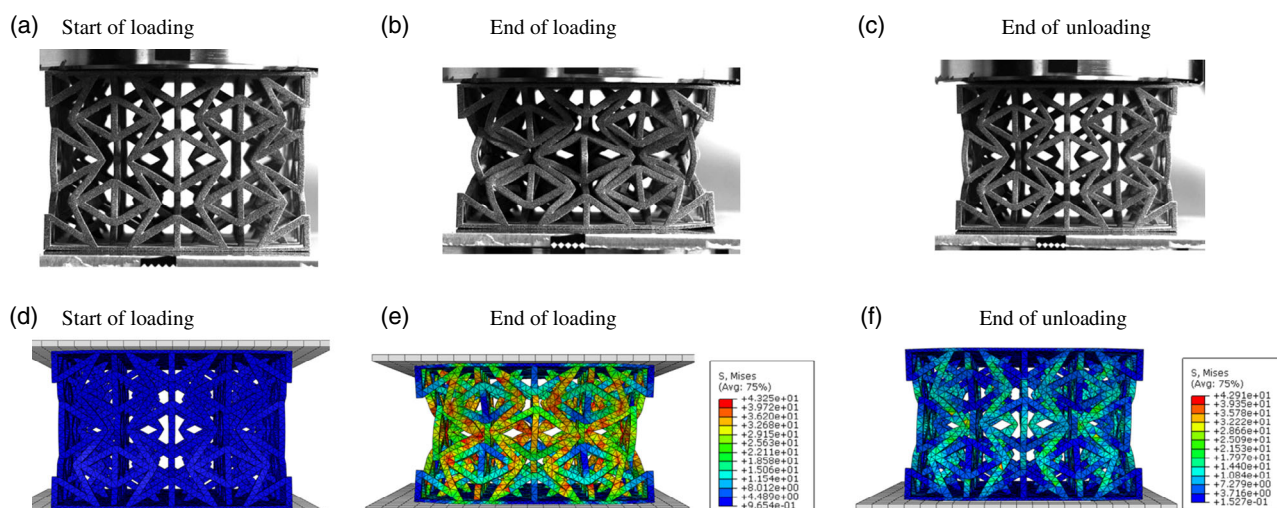 (a) Start of loading
(b) End of loading
(c) End of unloading
(d) Start of loading
(e) End of loading
(f) End of unloading
S, Mises
(Avg: 75%)
+4.325e+01
+3.972e+01
+3.620e+01
+3.268e+01
+2.915e+01
+2.563e+01
+2.211e+01
+1.858e+01
+1.506e+01
+1.154e+01
+8.012e+00
+4.489e+00
+9.654e-01
S, Mises
(Avg: 75%)
+4.291e+01
+3.935e+01
+3.578e+01
+3.222e+01
+2.866e+01
+2.509e+01
+2.153e+01
+1.797e+01
+1.440e+01
+1.084e+01
+7.279e+00
+3.716e+00
+1.527e-01